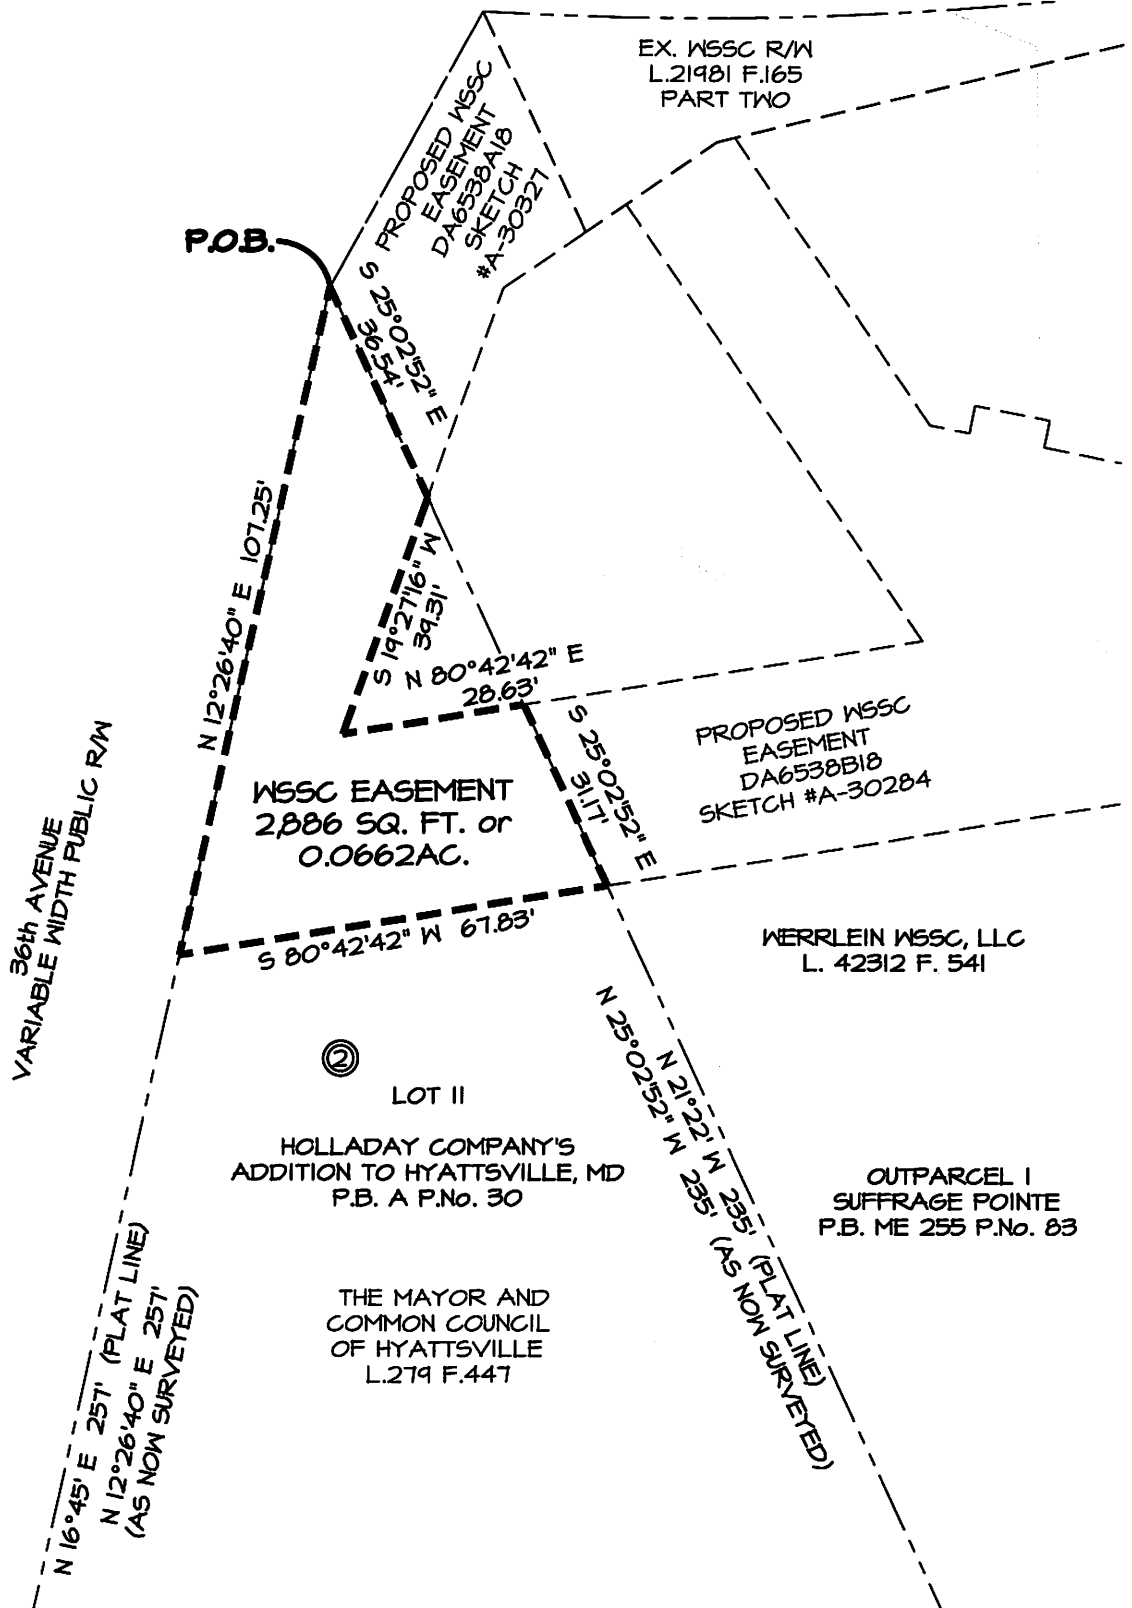 EX. WSSC R/W
L.21981 F.165
PART TWO
PROPOSED WSSC
EASEMENT
DA6538A18
SKETCH
#A-30327
P.O.B.
S 25°02'52" E
36.54'
N 12°26'40" E 107.25'
S 19°27'16" W
39.31'
N 80°42'42" E
28.63'
S 25°02'52" E
31.17'
PROPOSED WSSC
EASEMENT
DA6538B18
SKETCH #A-30284
WSSC EASEMENT
2,886 SQ. FT. or
0.0662AC.
36th AVENUE
VARIABLE WIDTH PUBLIC R/W
S 80°42'42" W 67.83'
WERRLEIN WSSC, LLC
L. 42312 F. 541
N 21°22' W 235' (PLAT LINE)
N 25°02'52" W 235' (AS NOW SURVEYED)
2
LOT 11
HOLLADAY COMPANY'S
ADDITION TO HYATTSVILLE, MD
P.B. A P.No. 30
OUTPARCEL 1
SUFFRAGE POINTE
P.B. ME 255 P.No. 83
THE MAYOR AND
COMMON COUNCIL
OF HYATTSVILLE
L.279 F.447
N 16°45' E 257' (PLAT LINE)
N 12°26'40" E 257'
(AS NOW SURVEYED)